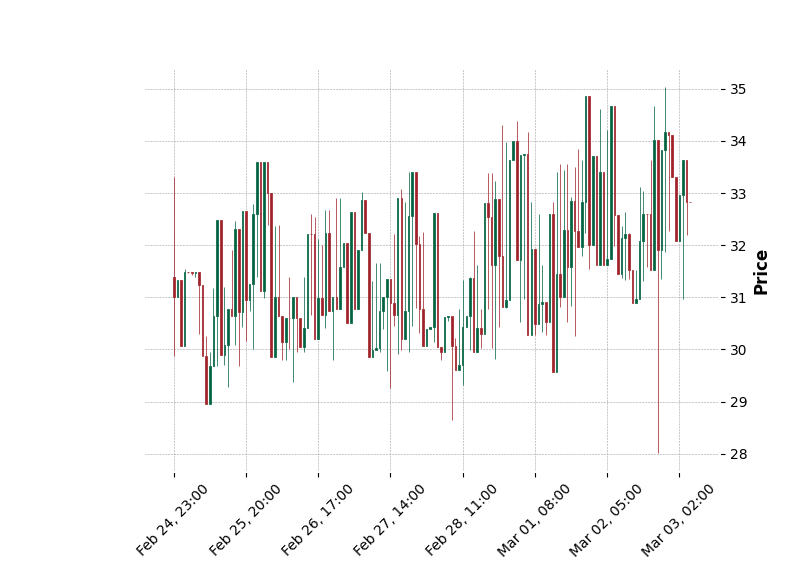 35
34
33
32
31
30
29
28
Price
Feb 24, 23:00
Feb 25, 20:00
Feb 26, 17:00
Feb 27, 14:00
Feb 28, 11:00
Mar 01, 08:00
Mar 02, 05:00
Mar 03, 02:00